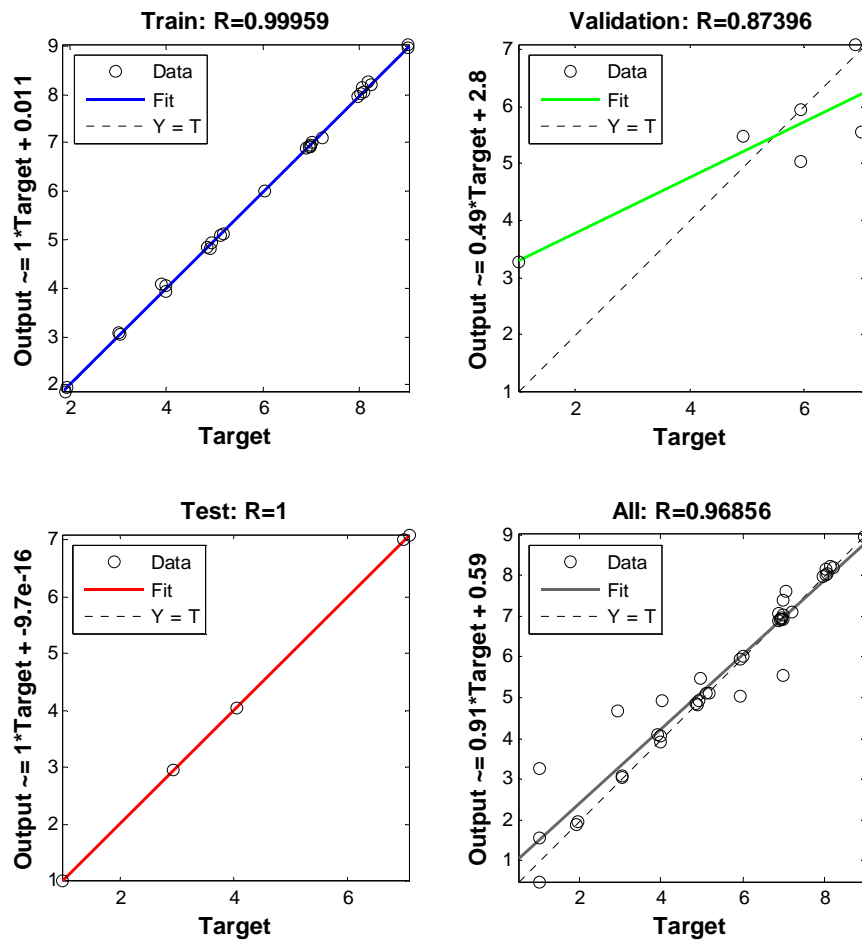 Train: R=0.99959
Output ~= 1*Target + 0.011
9
8
7
6
5
4
3
2
Data
Fit
Y = T
2
4
6
8
Target
Validation: R=0.87396
Output ~= 0.49*Target + 2.8
7
6
5
4
3
2
1
Data
Fit
Y = T
2
4
6
Target
Test: R=1
Output ~= 1*Target + -9.7e-16
7
6
5
4
3
2
1
Data
Fit
Y = T
2
4
6
Target
All: R=0.96856
Output ~= 0.91*Target + 0.59
9
8
7
6
5
4
3
2
1
Data
Fit
Y = T
2
4
6
8
Target